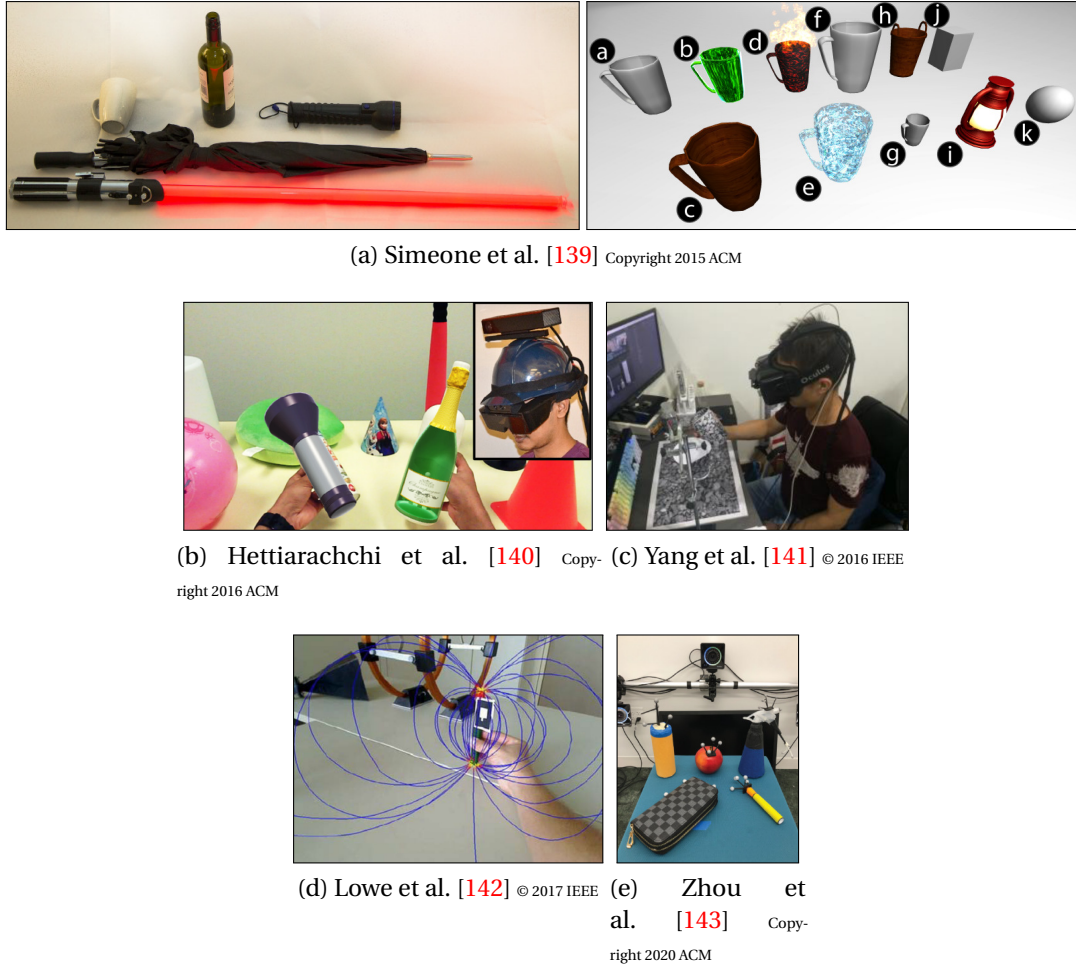 a b d f h j
c e g i k
(a) Simeone et al. [139] Copyright 2015 ACM
Oculus
(b) Hettiarachchi et al. [140] Copy-
right 2016 ACM
(c) Yang et al. [141] © 2016 IEEE
(d) Lowe et al. [142] © 2017 IEEE
(e) Zhou et
al. [143] Copy-
right 2020 ACM